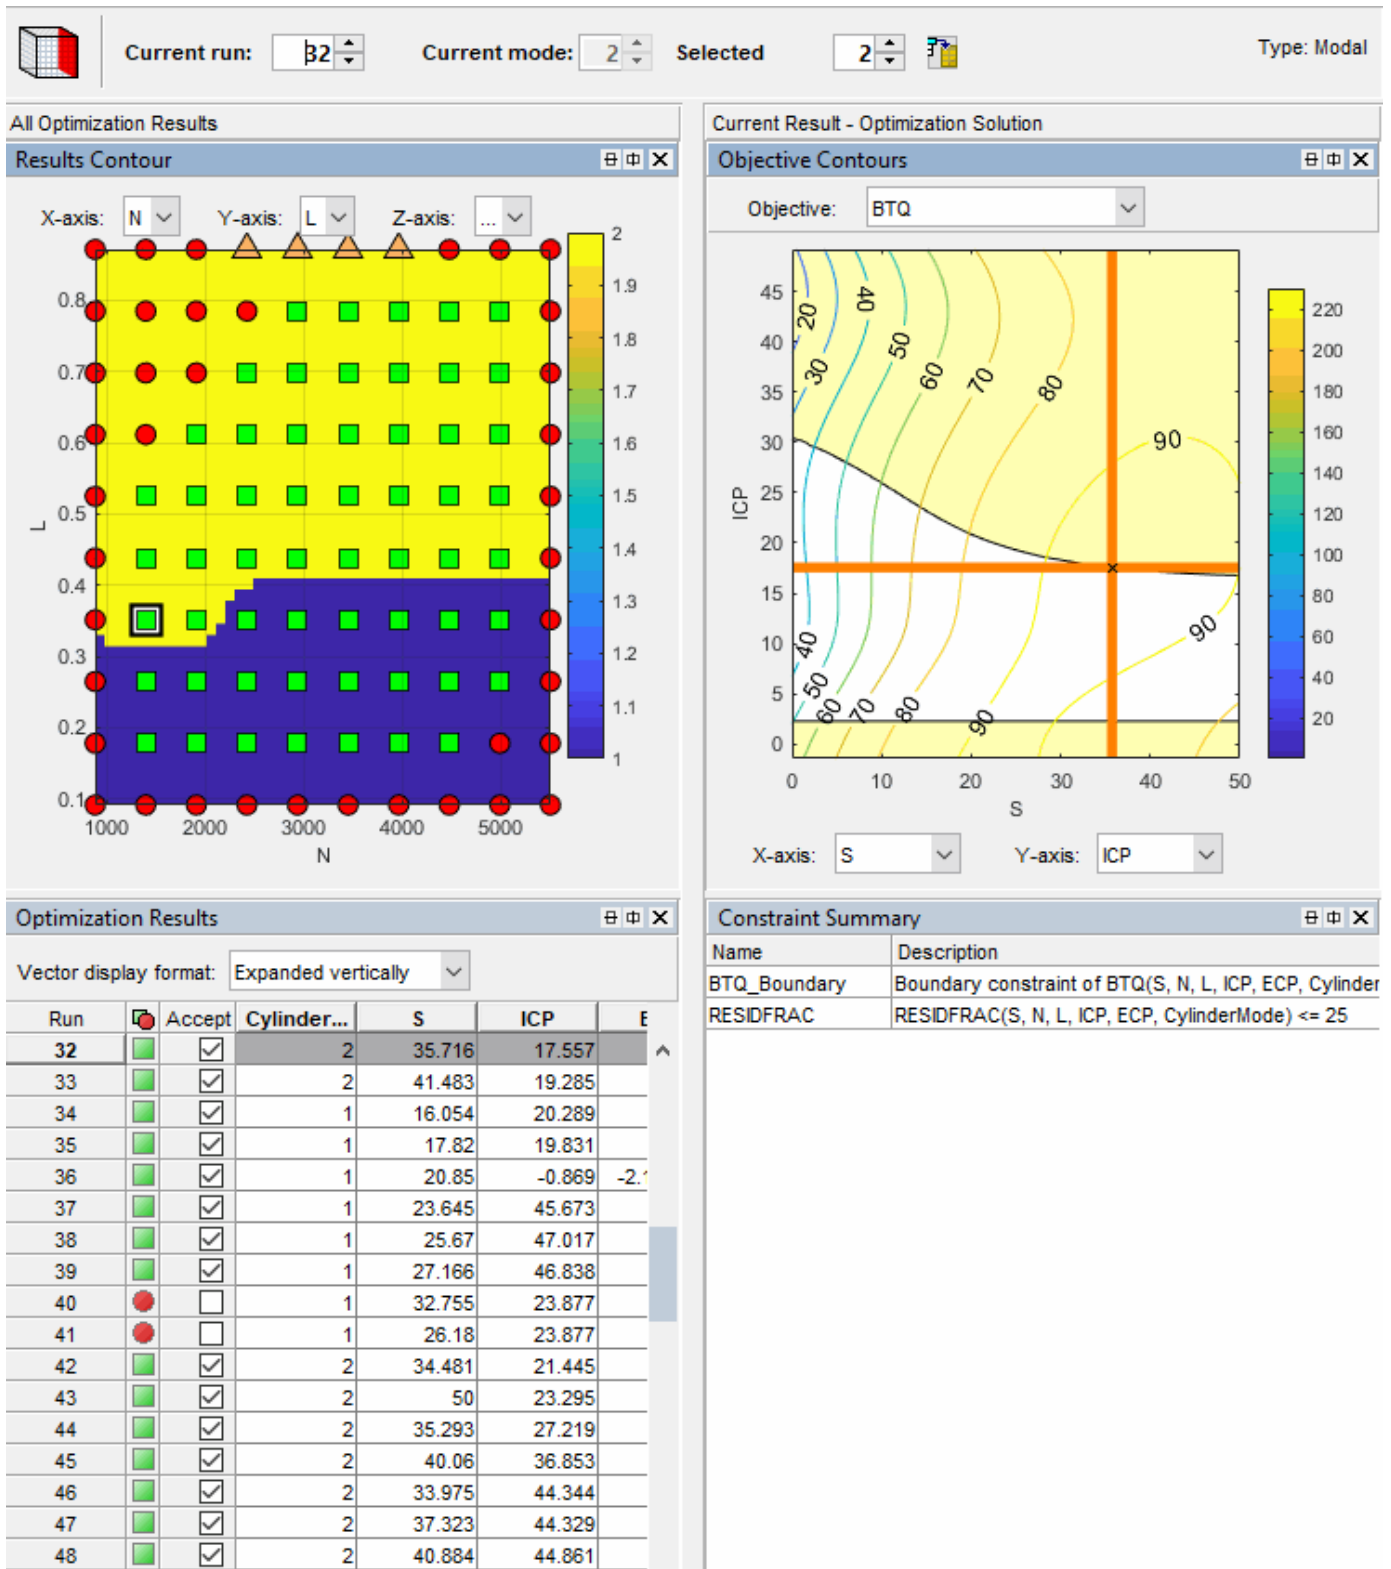 Current run: 32 Current mode: 2 Selected 2 Type: Modal
All Optimization Results
Results Contour
X-axis: N Y-axis: L Z-axis: ...
2
1.9
0.8
1.8
0.7
1.7
0.6
1.6
1.5
0.5
L
1.4
0.4
1.3
0.3
1.2
0.2
1.1
1
0.1
1000 2000 3000 4000 5000
N
Current Result - Optimization Solution
Objective Contours
Objective: BTQ
45
40
35
30
25
20
15
10
5
0
ICP
20 30 40 50 60 70 80 90
90
40 50 60 70 80 90
0 10 20 30 40 50
S
220
200
180
160
140
120
100
80
60
40
20
X-axis: S Y-axis: ICP
Optimization Results
Vector display format: Expanded vertically
Run Accept Cylinder... S ICP
32 2 35.716 17.557
33 2 41.483 19.285
34 1 16.054 20.289
35 1 17.82 19.831
36 1 20.85 -0.869 -2.
37 1 23.645 45.673
38 1 25.67 47.017
39 1 27.166 46.838
40 1 32.755 23.877
41 1 26.18 23.877
42 2 34.481 21.445
43 2 50 23.295
44 2 35.293 27.219
45 2 40.06 36.853
46 2 33.975 44.344
47 2 37.323 44.329
48 2 40.884 44.861
Constraint Summary
Name Description
BTQ_Boundary Boundary constraint of BTQ(S, N, L, ICP, ECP, Cylinder
RESIDFRAC RESIDFRAC(S, N, L, ICP, ECP, CylinderMode) <= 25